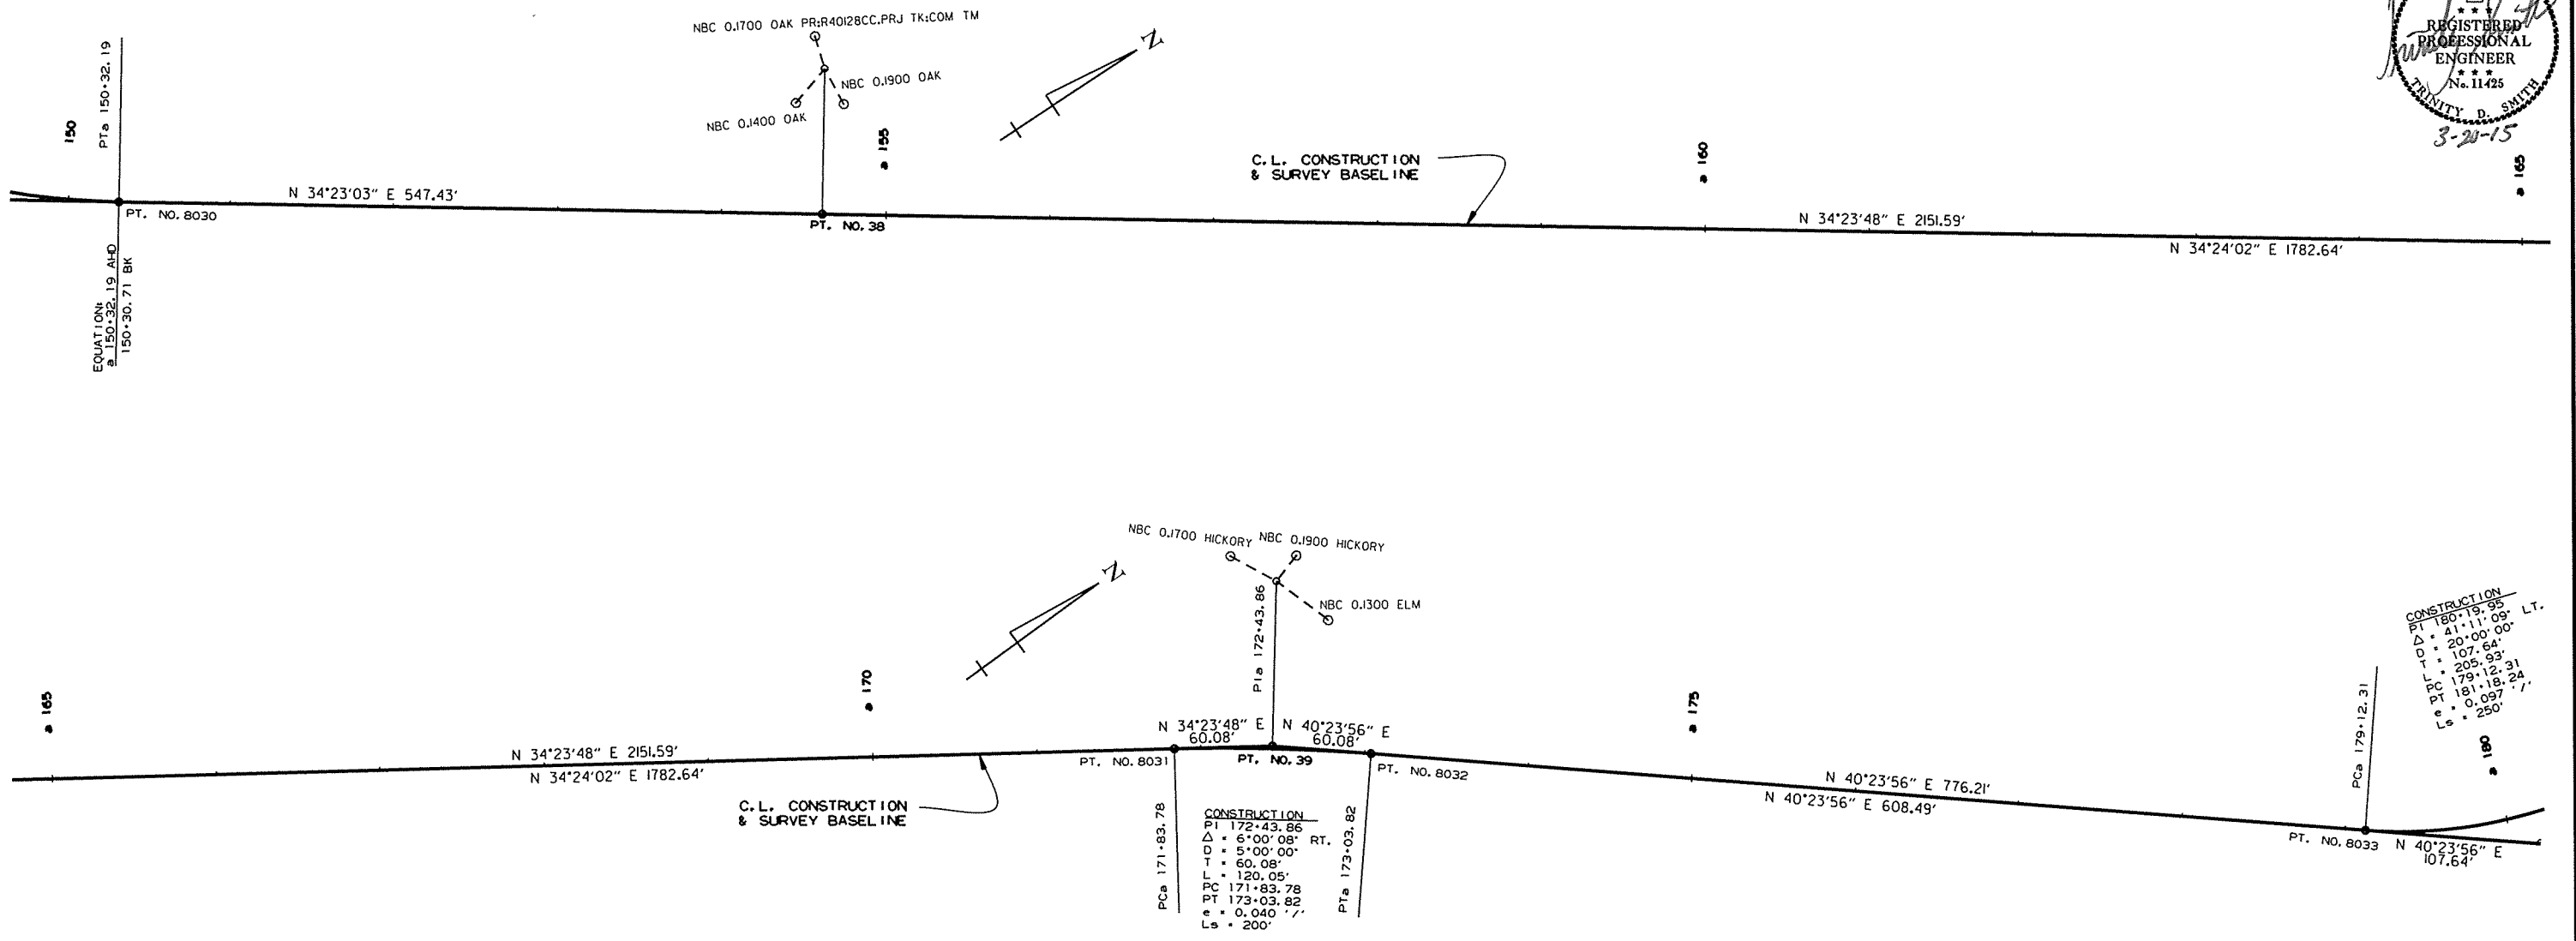 NBC 0.1700 OAK PR:R40128CC.PRJ TK:COM TM
NBC 0.1900 OAK
NBC 0.1400 OAK
N
REGISTERED
PROFESSIONAL
ENGINEER
No. 11425
TRINITY D. SMITH
3-20-15
150
PTa 150+32.19
a 155
a 160
a 165
C.L. CONSTRUCTION
& SURVEY BASELINE
N 34°23'03" E 547.43'
PT. NO. 8030
PT. NO. 38
N 34°23'48" E 2151.59'
N 34°24'02" E 1782.64'
EQUATION:
a 150+32.19 AHD
150+30.71 BK
NBC 0.1700 HICKORY
NBC 0.1900 HICKORY
NBC 0.1300 ELM
N
a 165
a 170
PIa 172+43.86
a 175
PCa 179+12.31
a 180
CONSTRUCTION
PI 180+19.95
Δ = 41°11'09" LT.
D = 20°00'00"
T = 107.64'
L = 205.93'
PC 179+12.31
PT 181+18.24
e = 0.097 '/'
Ls = 250'
N 34°23'48" E 2151.59'
N 34°24'02" E 1782.64'
C.L. CONSTRUCTION
& SURVEY BASELINE
N 34°23'48" E
60.08'
N 40°23'56" E
60.08'
PT. NO. 8031
PT. NO. 39
PT. NO. 8032
N 40°23'56" E 776.21'
N 40°23'56" E 608.49'
PT. NO. 8033
N 40°23'56" E
107.64'
PCa 171+83.78
CONSTRUCTION
PI 172+43.86
Δ = 6°00'08" RT.
D = 5°00'00"
T = 60.08'
L = 120.05'
PC 171+83.78
PT 173+03.82
e = 0.040 '/'
Ls = 200'
PTa 173+03.82